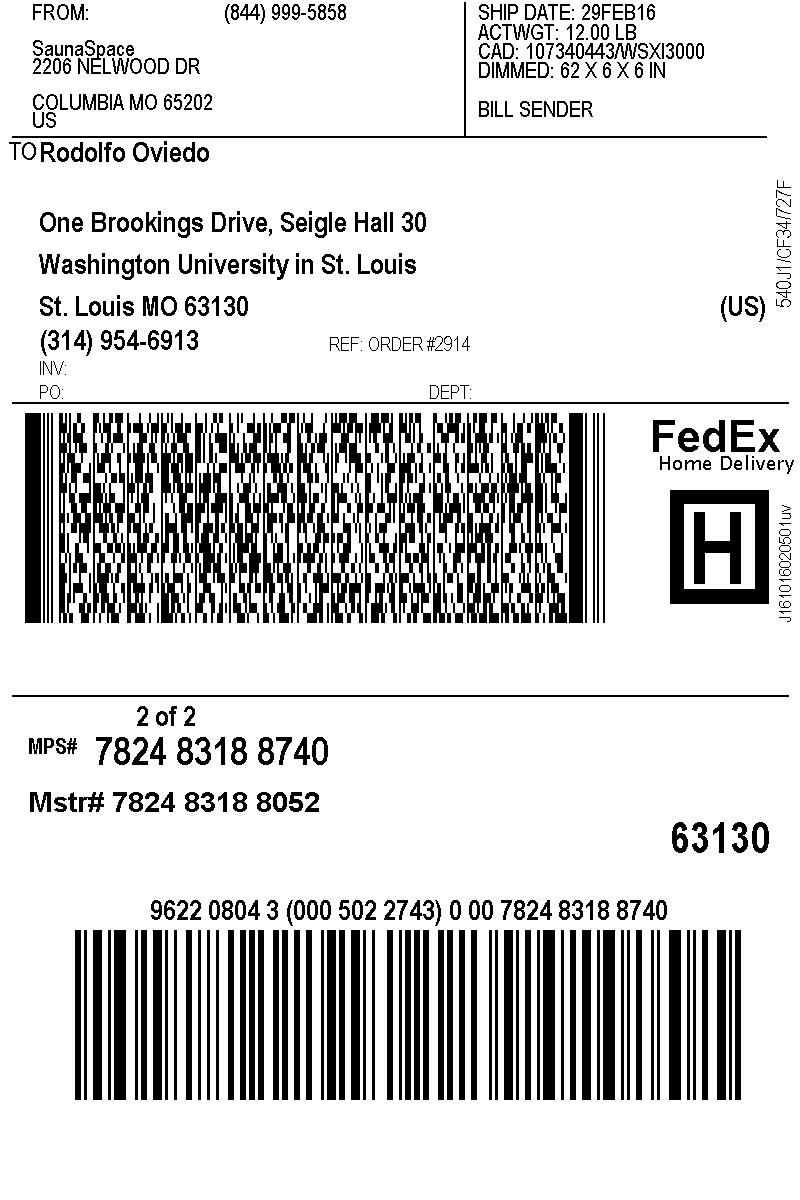 FROM: (844) 999-5858
SaunaSpace
2206 NELWOOD DR
COLUMBIA MO 65202
US
SHIP DATE: 29FEB16
ACTWGT: 12.00 LB
CAD: 107340443/WSXI3000
DIMMED: 62 X 6 X 6 IN
BILL SENDER
TO Rodolfo Oviedo
One Brookings Drive, Seigle Hall 30
Washington University in St. Louis
St. Louis MO 63130 (US)
(314) 954-6913 REF: ORDER #2914
INV:
PO: DEPT:
540J1/CF34/727F
FedEx
Home Delivery
H
J161016020501uv
2 of 2
MPS# 7824 8318 8740
Mstr# 7824 8318 8052
63130
9622 0804 3 (000 502 2743) 0 00 7824 8318 8740